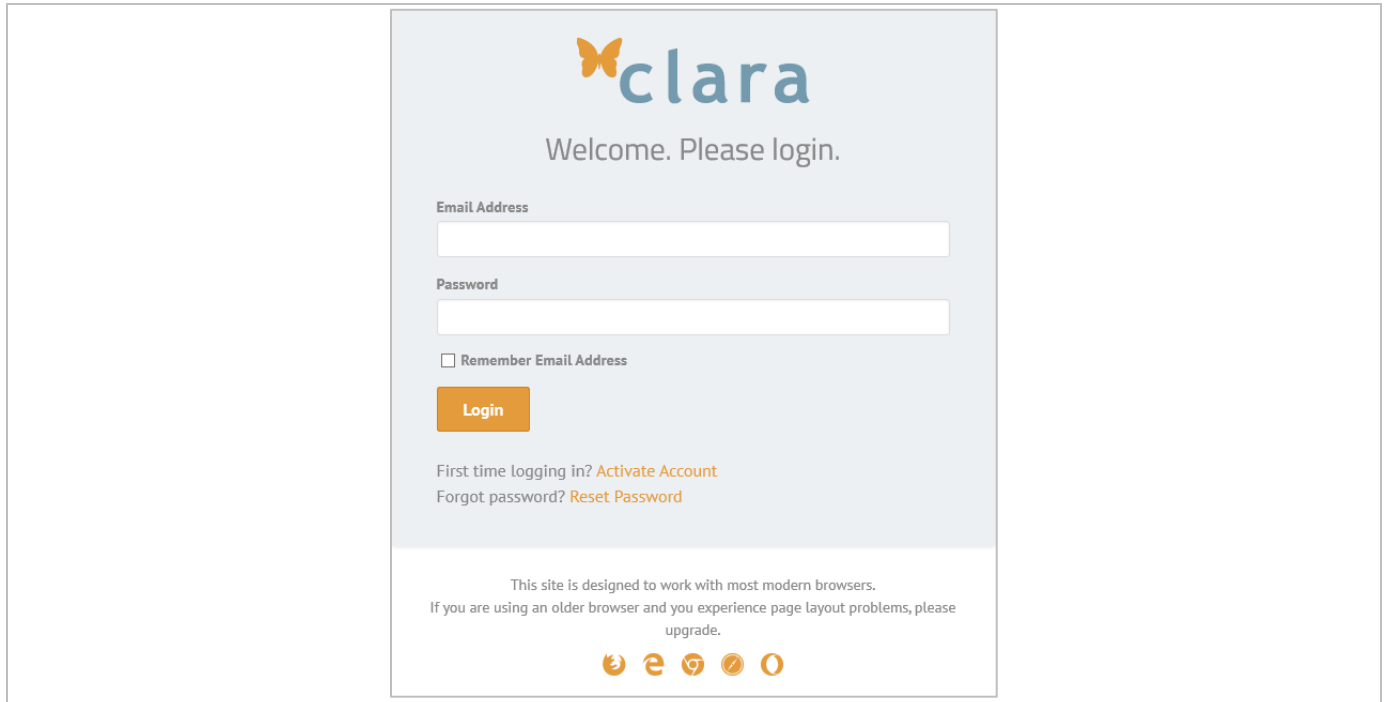 clara
Welcome. Please login.
Email Address
Password
Remember Email Address
Login
First time logging in? Activate Account
Forgot password? Reset Password
This site is designed to work with most modern browsers.
If you are using an older browser and you experience page layout problems, please
upgrade.